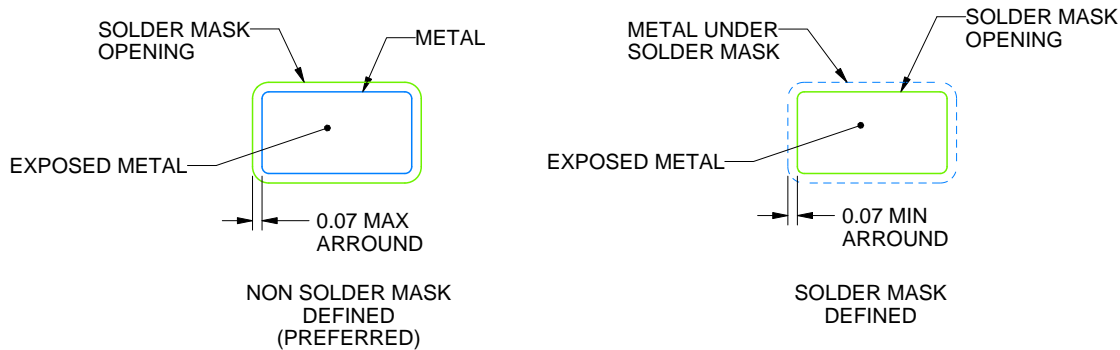 SOLDER MASK
OPENING
METAL
EXPOSED METAL
0.07 MAX
ARROUND
NON SOLDER MASK
DEFINED
(PREFERRED)
METAL UNDER
SOLDER MASK
SOLDER MASK
OPENING
EXPOSED METAL
0.07 MIN
ARROUND
SOLDER MASK
DEFINED